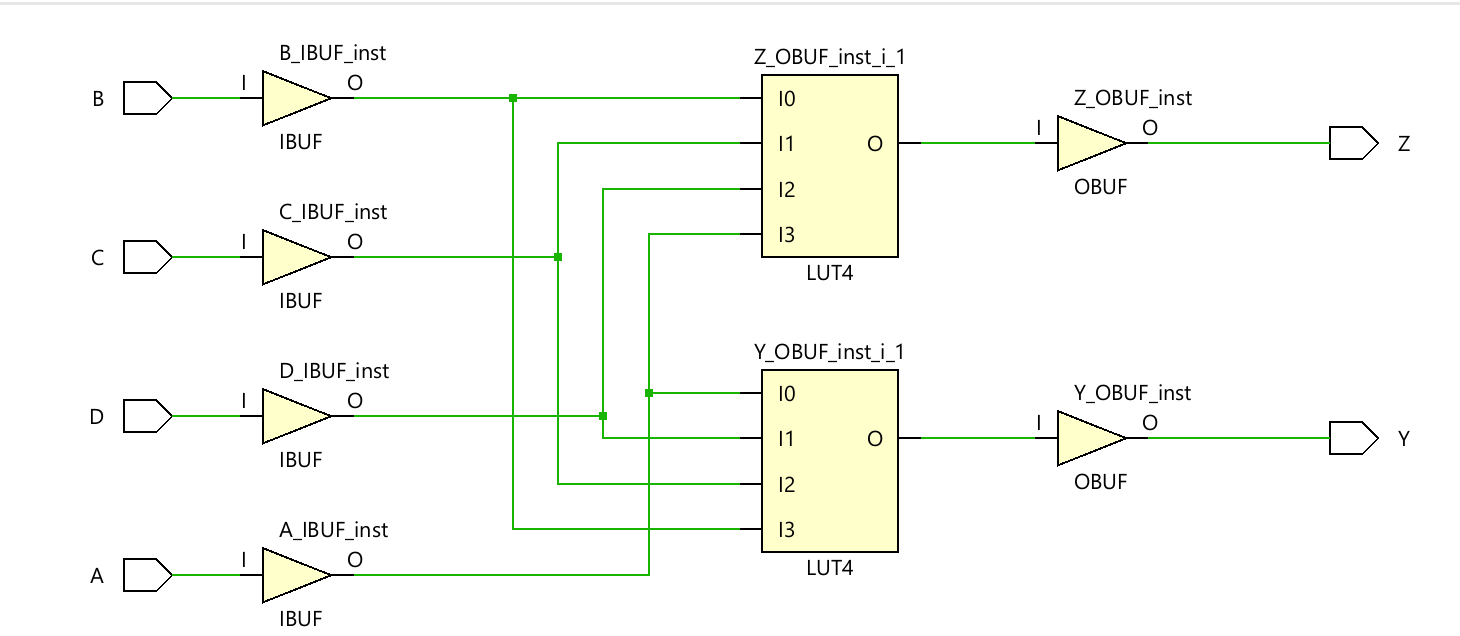 B_IBUF_inst
Z_OBUF_inst_i_1
B
I
O
I0
Z_OBUF_inst
IBUF
I1
O
I
O
Z
I2
OBUF
C_IBUF_inst
I3
C
I
O
LUT4
IBUF
Y_OBUF_inst_i_1
D_IBUF_inst
I0
Y_OBUF_inst
D
I
O
I1
O
I
O
Y
IBUF
I2
OBUF
A_IBUF_inst
I3
A
I
O
LUT4
IBUF